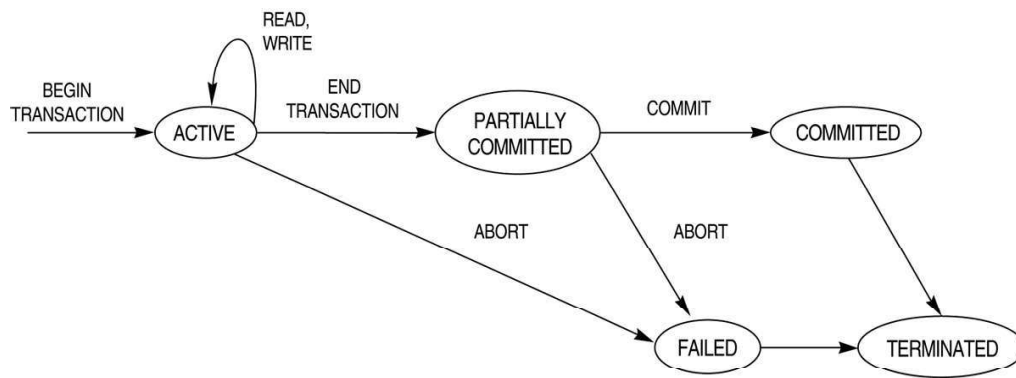 READ,
WRITE
BEGIN
TRANSACTION
END
TRANSACTION
ACTIVE
PARTIALLY
COMMITTED
COMMIT
COMMITTED
ABORT
ABORT
FAILED
TERMINATED